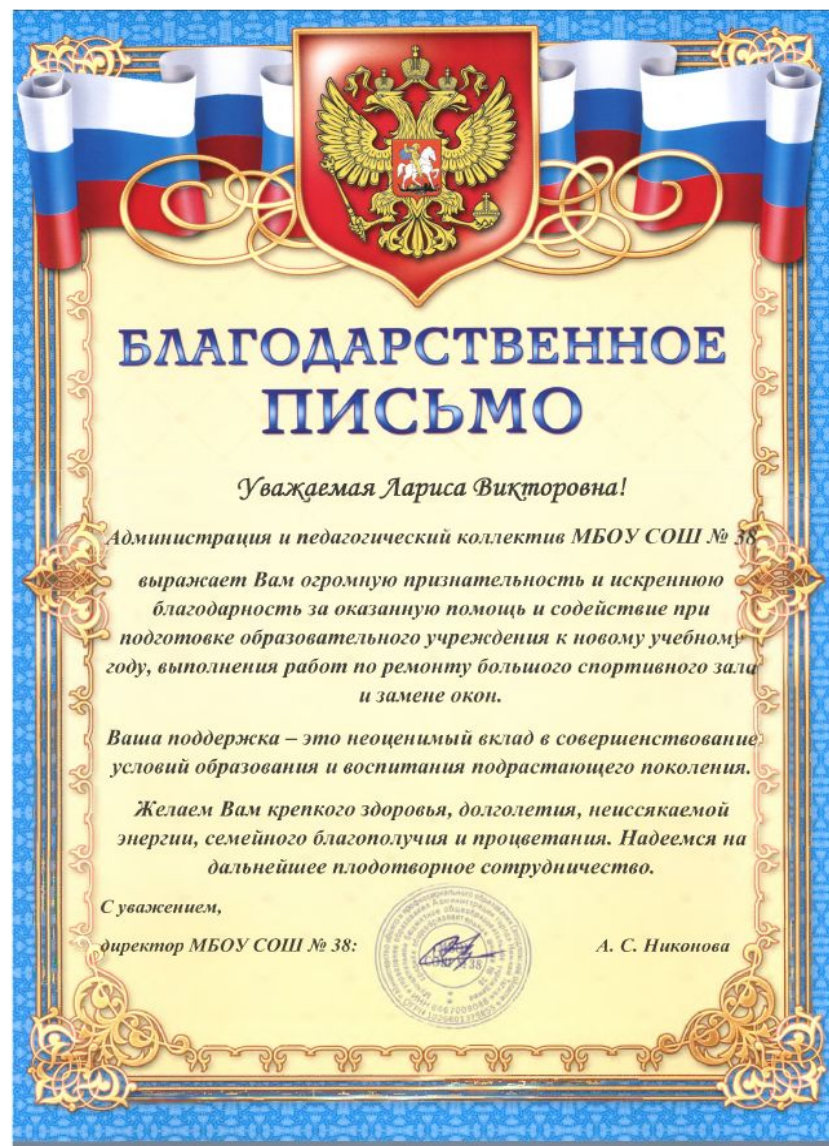 БЛАГОДАРСТВЕННОЕ
ПИСЬМО
Уважаемая Лариса Викторовна!
Администрация и педагогический коллектив МБОУ СОШ № 38
выражает Вам огромную признательность и искреннюю
благодарность за оказанную помощь и содействие при
подготовке образовательного учреждения к новому учебному
году, выполнения работ по ремонту большого спортивного зала
и замене окон.
Ваша поддержка – это неоценимый вклад в совершенствование
условий образования и воспитания подрастающего поколения.
Желаем Вам крепкого здоровья, долголетия, неиссякаемой
энергии, семейного благополучия и процветания. Надеемся на
дальнейшее плодотворное сотрудничество.
С уважением,
директор МБОУ СОШ № 38: А. С. Никонова